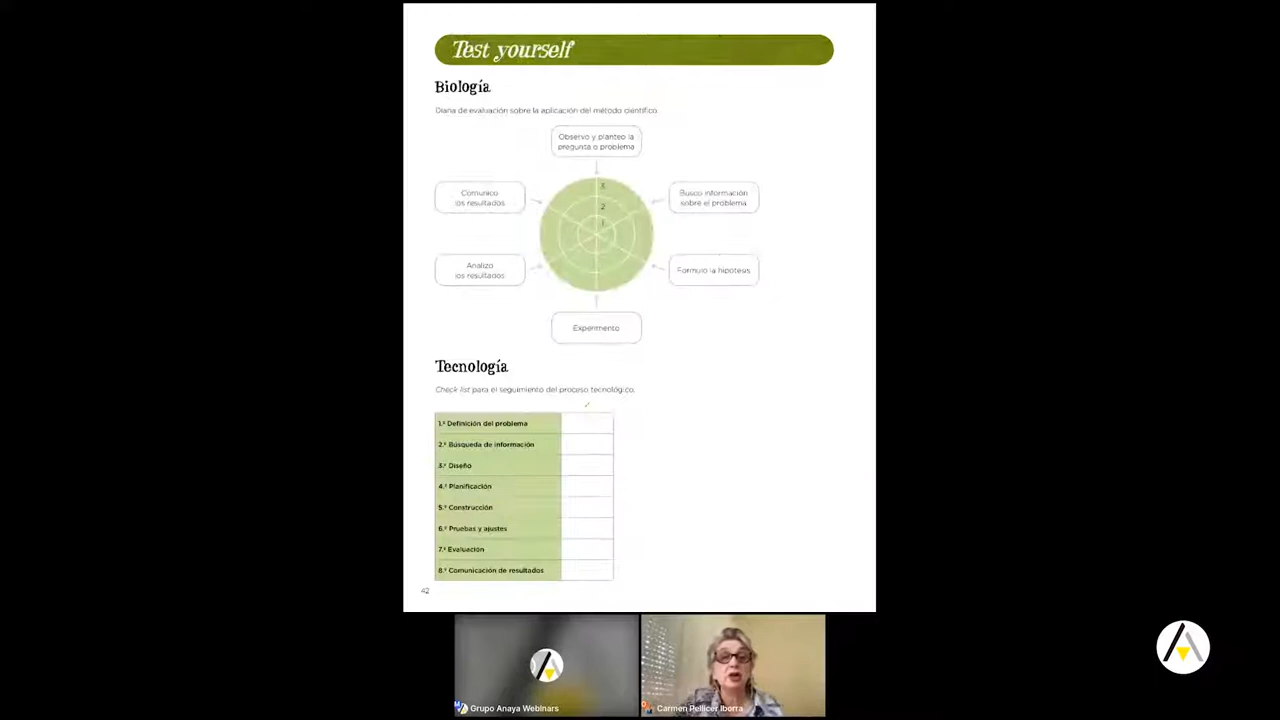 Test yourself
Biología
Diana de evaluación sobre la aplicación del método científico.
Observo y planteo la
pregunta o problema
Comunico
los resultados
3
Busco información
sobre el problema
2
1
Analizo
los resultados
Formulo la hipótesis
Experimento
Tecnología
Check list para el seguimiento del proceso tecnológico.
1.º Definición del problema
2.º Búsqueda de información
3.º Diseño
4.º Planificación
5.º Construcción
6.º Pruebas y ajustes
7.º Evaluación
8.º Comunicación de resultados
42
Grupo Anaya Webinars
Carmen Pellicer Iborra